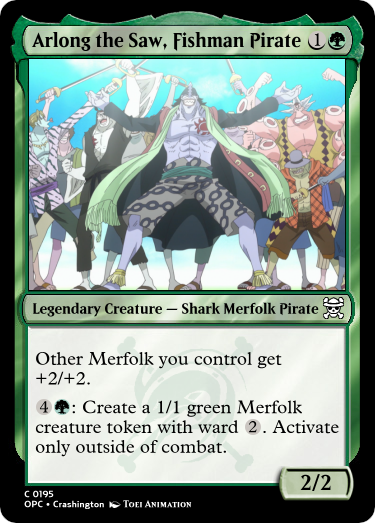 Arlong the Saw, Fishman Pirate 1
Legendary Creature — Shark Merfolk Pirate
Other Merfolk you control get
+2/+2.
4: Create a 1/1 green Merfolk
creature token with ward 2. Activate
only outside of combat.
2/2
C 0195
OPC • Crashington TOEI ANIMATION